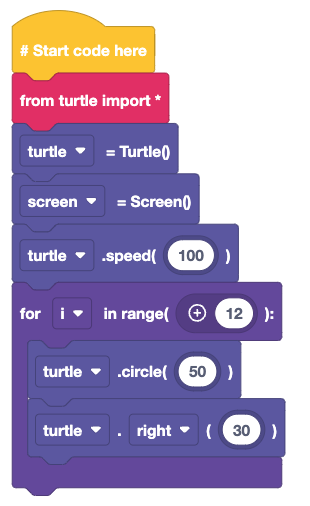 # Start code here
from turtle import *
turtle = Turtle()
screen = Screen()
turtle .speed( 100 )
for i in range( 12 ):
turtle .circle( 50 )
turtle . right ( 30 )